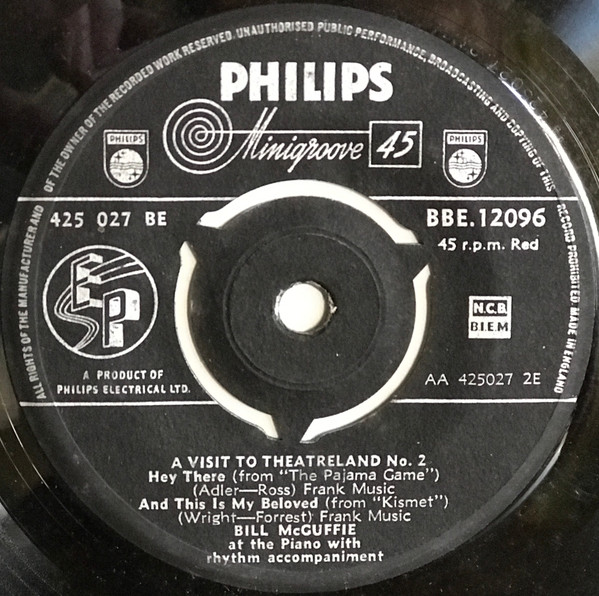 ALL RIGHTS OF THE MANUFACTURER AND OF THE OWNER OF THE RECORDED WORK RESERVED. UNAUTHORISED PUBLIC PERFORMANCE, BROADCASTING AND COPYING OF THIS RECORD PROHIBITED. MADE IN ENGLAND
PHILIPS
Minigroove 45
PHILIPS
PHILIPS
425 027 BE
BBE.12096
45 r.p.m. Red
EP
N.C.B.
B.I.E.M
A PRODUCT OF
PHILIPS ELECTRICAL LTD.
AA 425027 2E
A VISIT TO THEATRELAND No. 2
Hey There (from "The Pajama Game")
(Adler—Ross) Frank Music
And This Is My Beloved (from "Kismet")
(Wright—Forrest) Frank Music
BILL McGUFFIE
at the Piano with
rhythm accompaniment